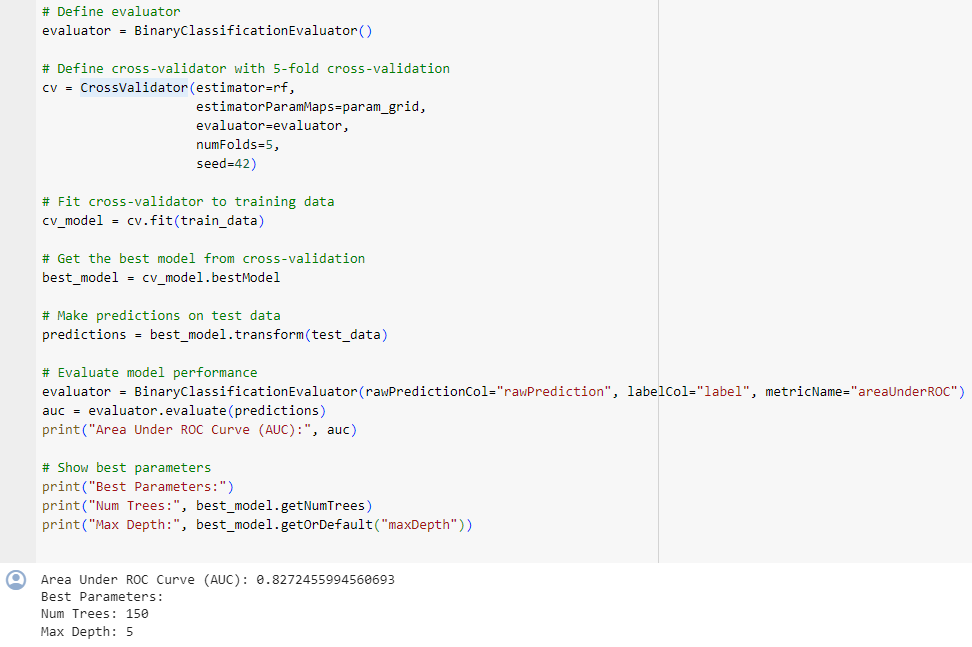 # Define evaluator
evaluator = BinaryClassificationEvaluator()
# Define cross-validator with 5-fold cross-validation
cv = CrossValidator(estimator=rf,
estimatorParamMaps=param_grid,
evaluator=evaluator,
numFolds=5,
seed=42)
# Fit cross-validator to training data
cv_model = cv.fit(train_data)
# Get the best model from cross-validation
best_model = cv_model.bestModel
# Make predictions on test data
predictions = best_model.transform(test_data)
# Evaluate model performance
evaluator = BinaryClassificationEvaluator(rawPredictionCol="rawPrediction", labelCol="label", metricName="areaUnderROC")
auc = evaluator.evaluate(predictions)
print("Area Under ROC Curve (AUC):", auc)
# Show best parameters
print("Best Parameters:")
print("Num Trees:", best_model.getNumTrees)
print("Max Depth:", best_model.getOrDefault("maxDepth"))
Area Under ROC Curve (AUC): 0.8272455994560693
Best Parameters:
Num Trees: 150
Max Depth: 5